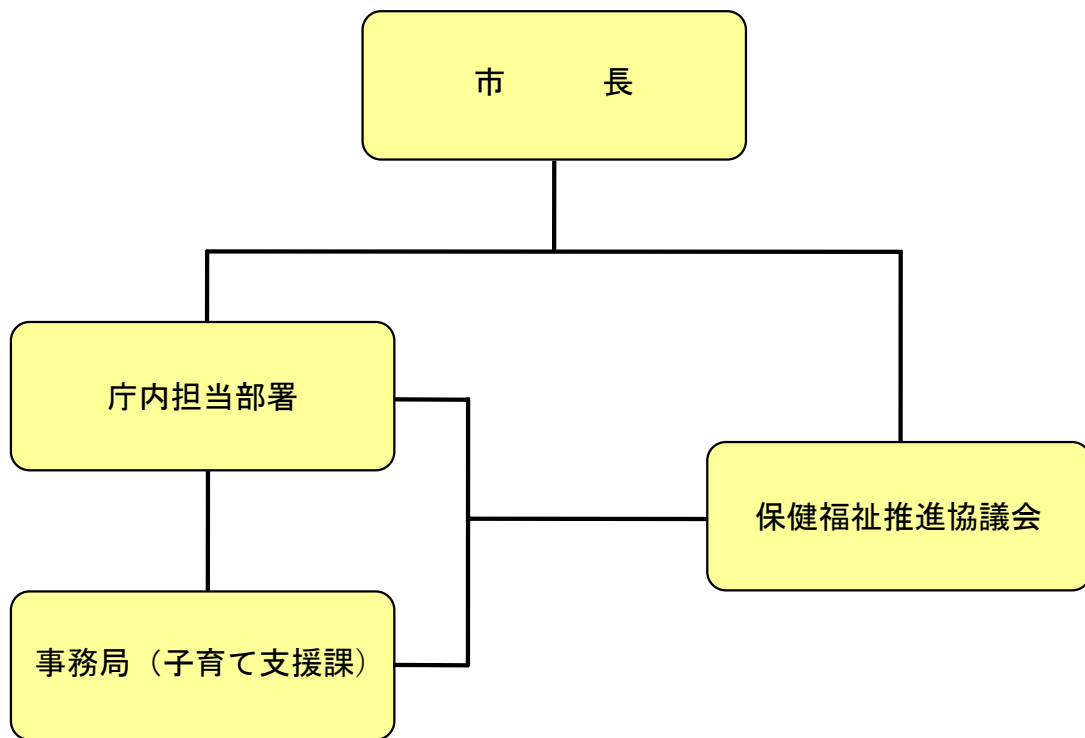 市　　　長
庁内担当部署
保健福祉推進協議会
事務局（子育て支援課）